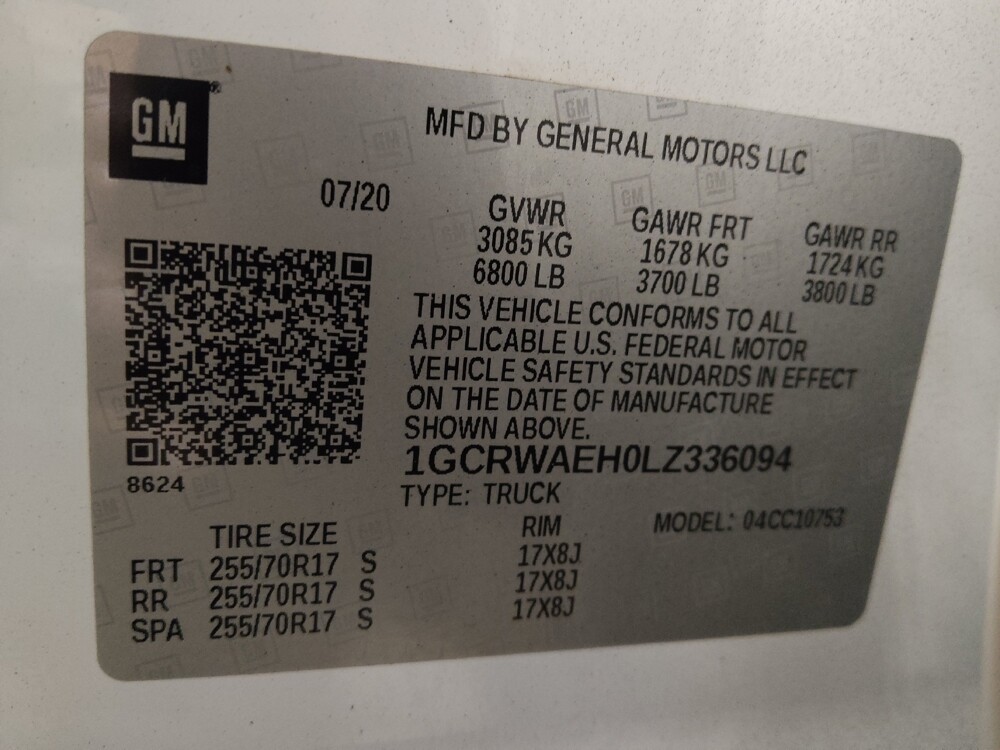 GM
MFD BY GENERAL MOTORS LLC
07/20
GVWR GAWR FRT GAWR RR
3085 KG 1678 KG 1724 KG
6800 LB 3700 LB 3800 LB
THIS VEHICLE CONFORMS TO ALL
APPLICABLE U.S. FEDERAL MOTOR
VEHICLE SAFETY STANDARDS IN EFFECT
ON THE DATE OF MANUFACTURE
SHOWN ABOVE.
1GCRWAEH0LZ336094
8624
TYPE: TRUCK MODEL: 04CC10753
TIRE SIZE RIM
FRT 255/70R17 S 17X8J
RR 255/70R17 S 17X8J
SPA 255/70R17 S 17X8J